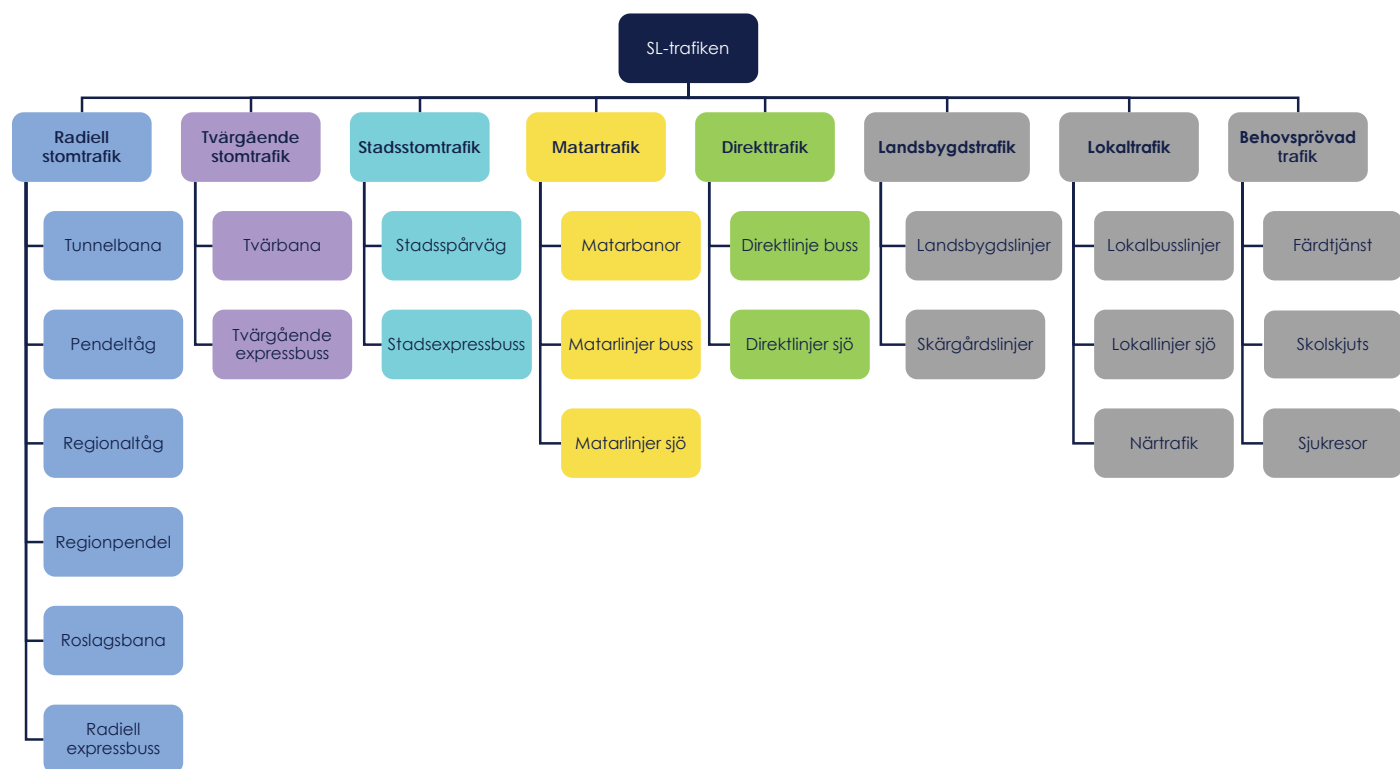 SL-trafiken
Radiell
stomtrafik
Tvärgående
stomtrafik
Stadsstomtrafik
Matartrafik
Direkttrafik
Landsbygdstrafik
Lokaltrafik
Behovsprövad
trafik
Tunnelbana
Tvärbana
Stadsspårväg
Matarbanor
Direktlinje buss
Landsbygdslinjer
Lokalbusslinjer
Färdtjänst
Pendeltåg
Tvärgående
expressbuss
Stadsexpressbuss
Matarlinjer buss
Direktlinjer sjö
Skärgårdslinjer
Lokallinjer sjö
Skolskjuts
Regionaltåg
Matarlinjer sjö
Närtrafik
Sjukresor
Regionpendel
Roslagsbana
Radiell
expressbuss